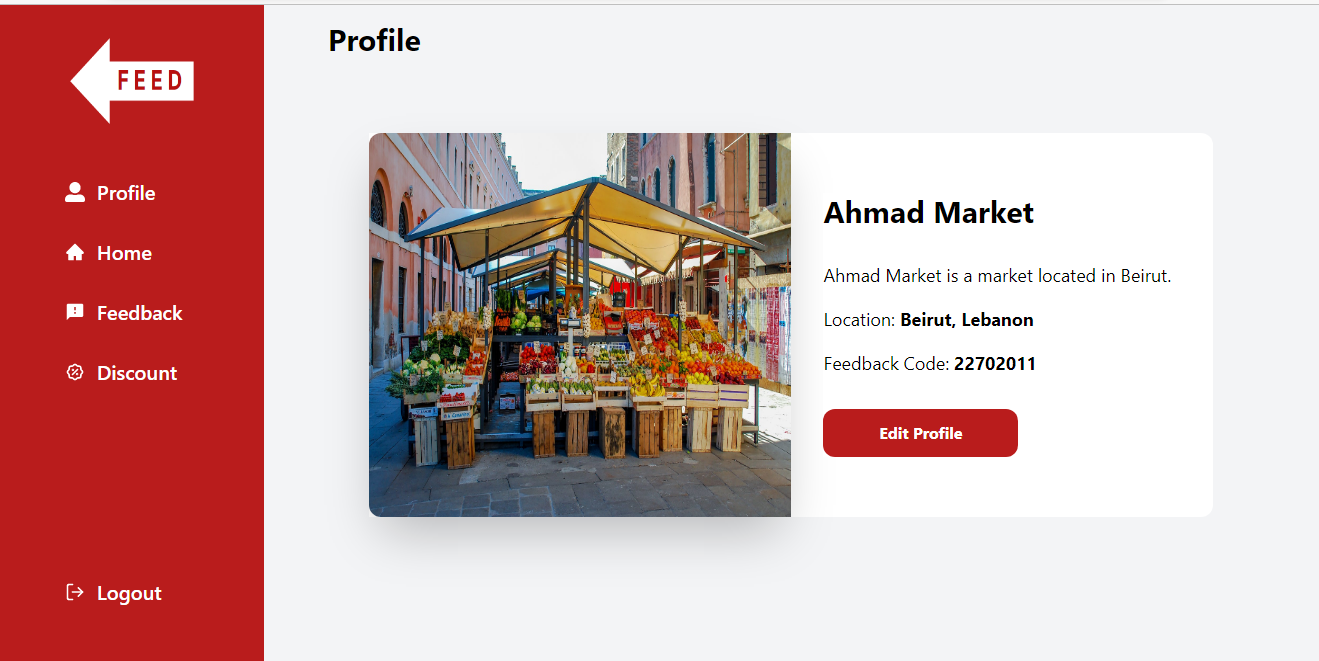 FEED
Profile
Home
Feedback
Discount
Logout
Profile
Ahmad Market
Ahmad Market is a market located in Beirut.
Location: Beirut, Lebanon
Feedback Code: 22702011
Edit Profile